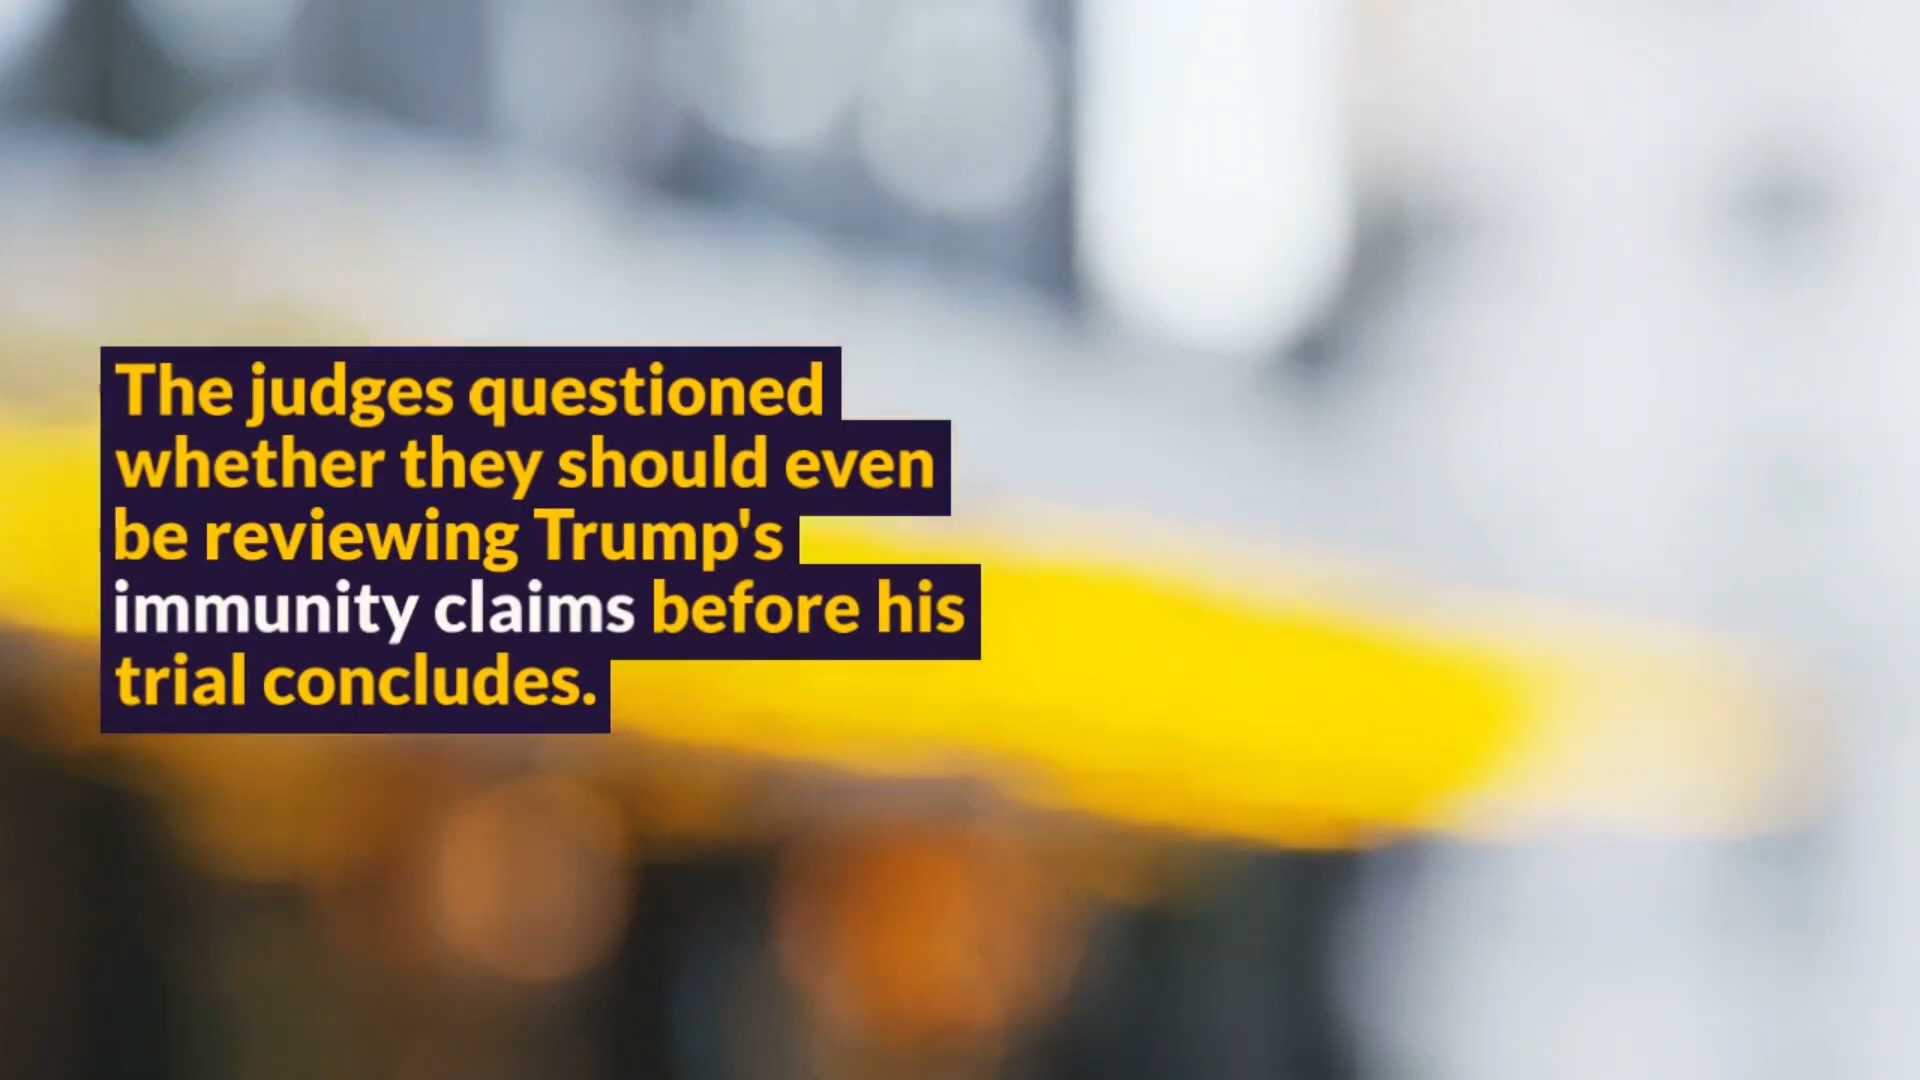 The judges questioned
whether they should even
be reviewing Trump's
immunity claims before his
trial concludes.